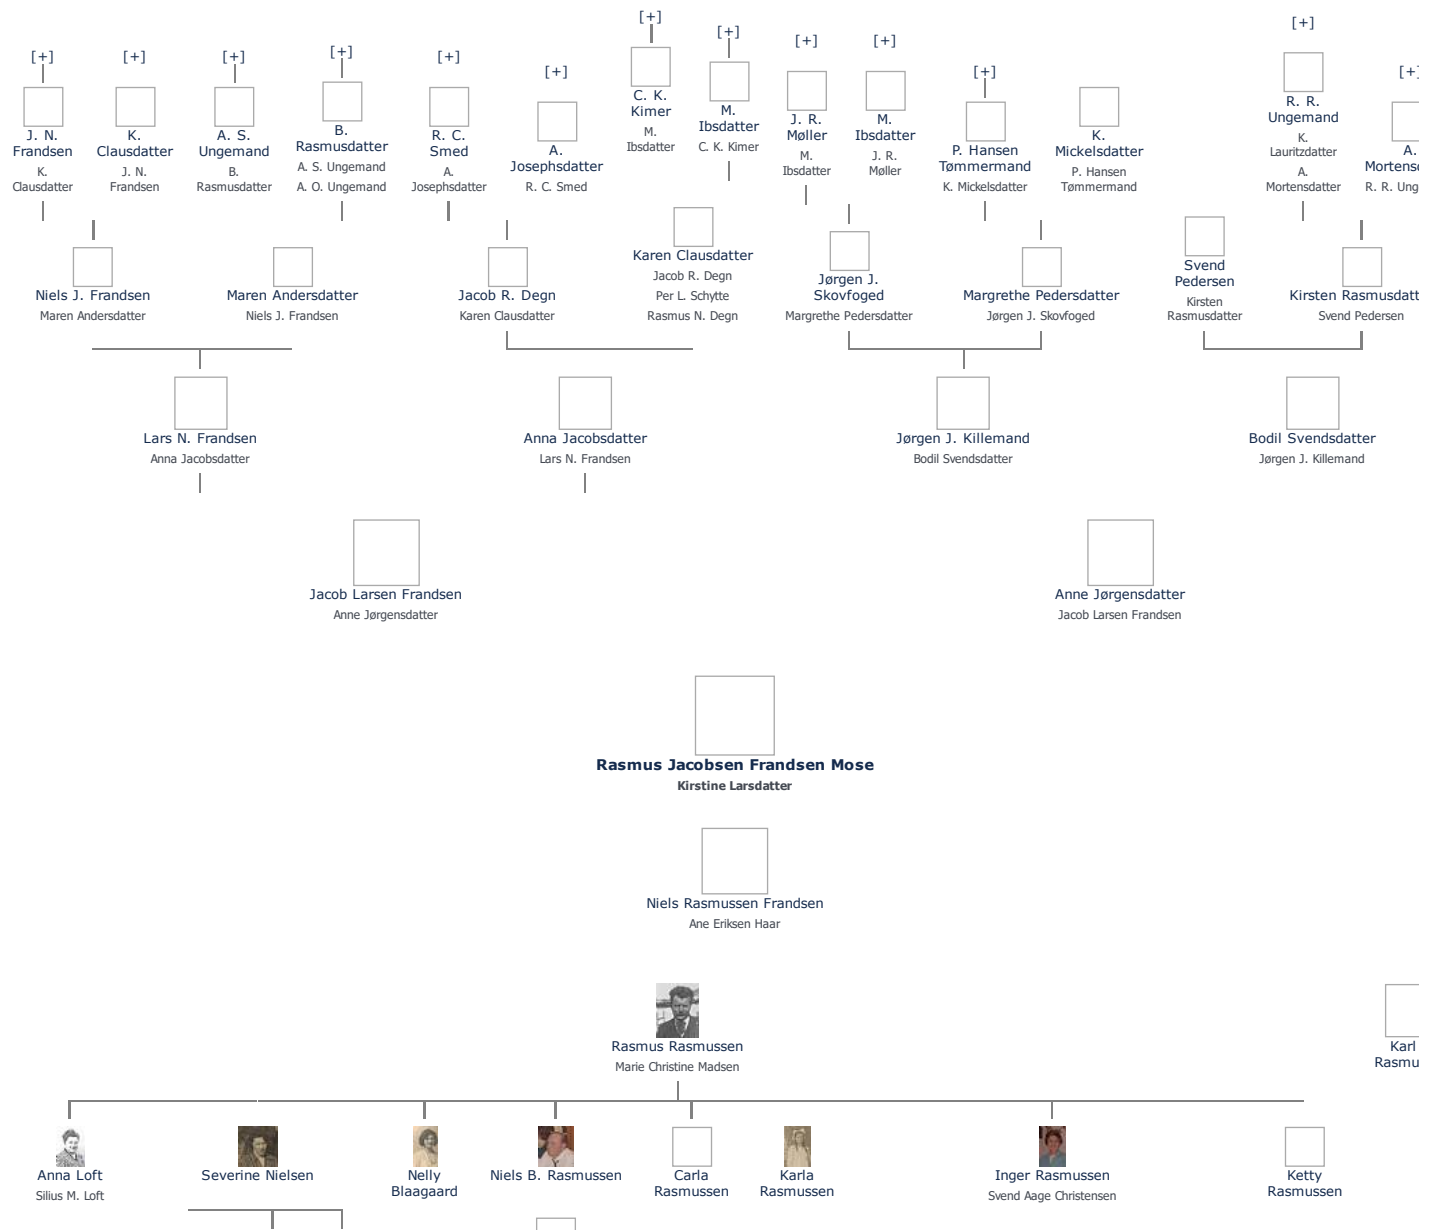 [+]
[+]
[+]
[+]
[+]
[+]
[+]
[+]
[+]
[+]
[+]
[+]
[+]
J. N.
Frandsen
K.
Clausdatter
K.
Clausdatter
J. N.
Frandsen
A. S.
Ungemand
B.
Rasmusdatter
B.
Rasmusdatter
A. S. Ungemand
A. O. Ungemand
R. C.
Smed
A.
Josephsdatter
A.
Josephsdatter
R. C. Smed
C. K.
Kimer
M.
Ibsdatter
M.
Ibsdatter
C. K. Kimer
J. R.
Møller
M.
Ibsdatter
M.
Ibsdatter
J. R.
Møller
P. Hansen
Tømmermand
K. Mickelsdatter
K.
Mickelsdatter
P. Hansen
Tømmermand
R. R.
Ungemand
K.
Lauritzdatter
A.
Mortensdatter
A.
Mortensd
R. R. Ung
Niels J. Frandsen
Maren Andersdatter
Maren Andersdatter
Niels J. Frandsen
Jacob R. Degn
Karen Clausdatter
Karen Clausdatter
Jacob R. Degn
Per L. Schytte
Rasmus N. Degn
Jørgen J.
Skovfoged
Margrethe Pedersdatter
Margrethe Pedersdatter
Jørgen J. Skovfoged
Svend
Pedersen
Kirsten
Rasmusdatter
Kirsten Rasmusdatt
Svend Pedersen
Lars N. Frandsen
Anna Jacobsdatter
Anna Jacobsdatter
Lars N. Frandsen
Jørgen J. Killemand
Bodil Svendsdatter
Bodil Svendsdatter
Jørgen J. Killemand
Jacob Larsen Frandsen
Anne Jørgensdatter
Anne Jørgensdatter
Jacob Larsen Frandsen
Rasmus Jacobsen Frandsen Mose
Kirstine Larsdatter
Niels Rasmussen Frandsen
Ane Eriksen Haar
Rasmus Rasmussen
Marie Christine Madsen
Karl
Rasmu
Anna Loft
Silius M. Loft
Severine Nielsen
Nelly
Blaagaard
Niels B. Rasmussen
Carla
Rasmussen
Karla
Rasmussen
Inger Rasmussen
Svend Aage Christensen
Ketty
Rasmussen